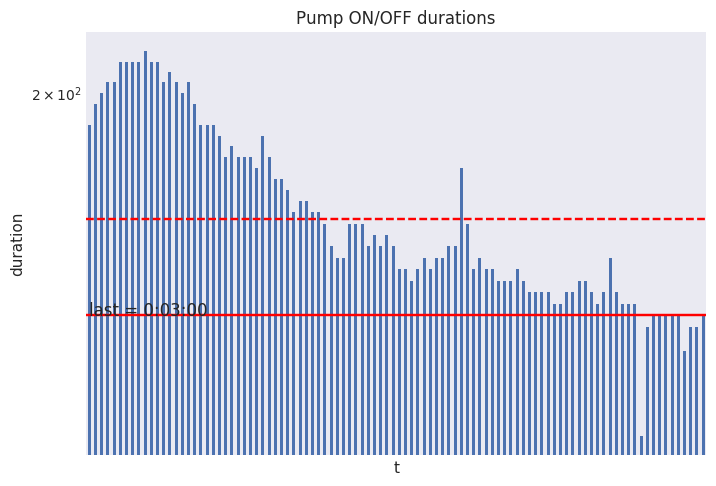 Pump ON/OFF durations
2 × 10²
duration
last = 0:03:00
t